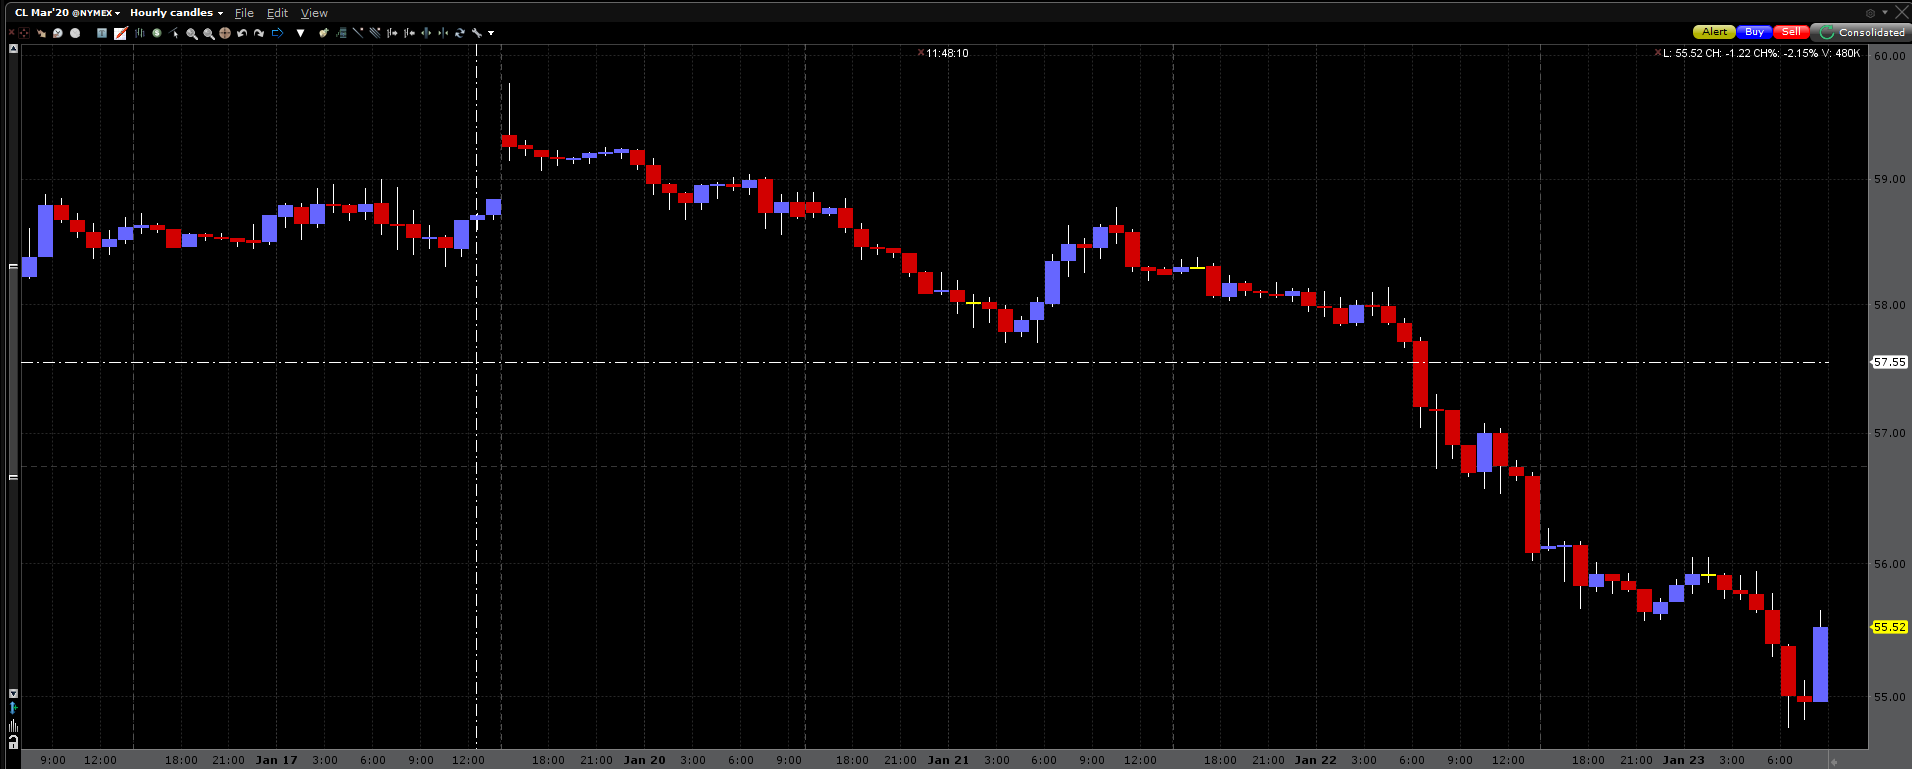 CL Mar'20 @NYMEX Hourly candles File Edit View
Alert Buy Sell Consolidated
11:48:10 L: 55.52 CH: -1.22 CH%: -2.15% V: 480K
60.00
59.00
58.00
57.55
57.00
56.00
55.52
55.00
9:00 12:00 18:00 21:00 Jan 17 3:00 6:00 9:00 12:00 18:00 21:00 Jan 20 3:00 6:00 9:00 18:00 21:00 Jan 21 3:00 6:00 9:00 12:00 18:00 21:00 Jan 22 3:00 6:00 9:00 12:00 18:00 21:00 Jan 23 3:00 6:00